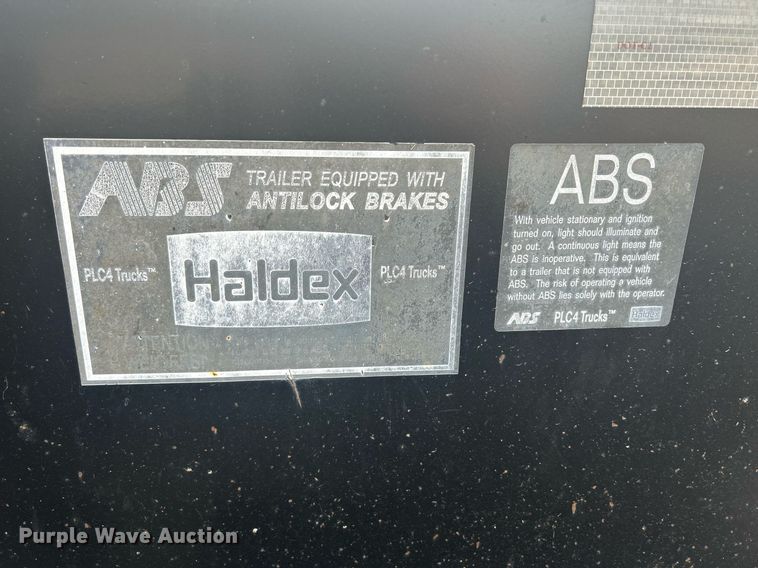 ABS TRAILER EQUIPPED WITH
ANTILOCK BRAKES
PLC4 Trucks™ Haldex PLC4 Trucks™
ABS
With vehicle stationary and ignition
turned on, light should illuminate and
go out. A continuous light means the
ABS is inoperative. This is equivalent
to a trailer that is not equipped with
ABS. The risk of operating a vehicle
without ABS lies solely with the operator.
ABS PLC4 Trucks™ Haldex
Purple Wave Auction